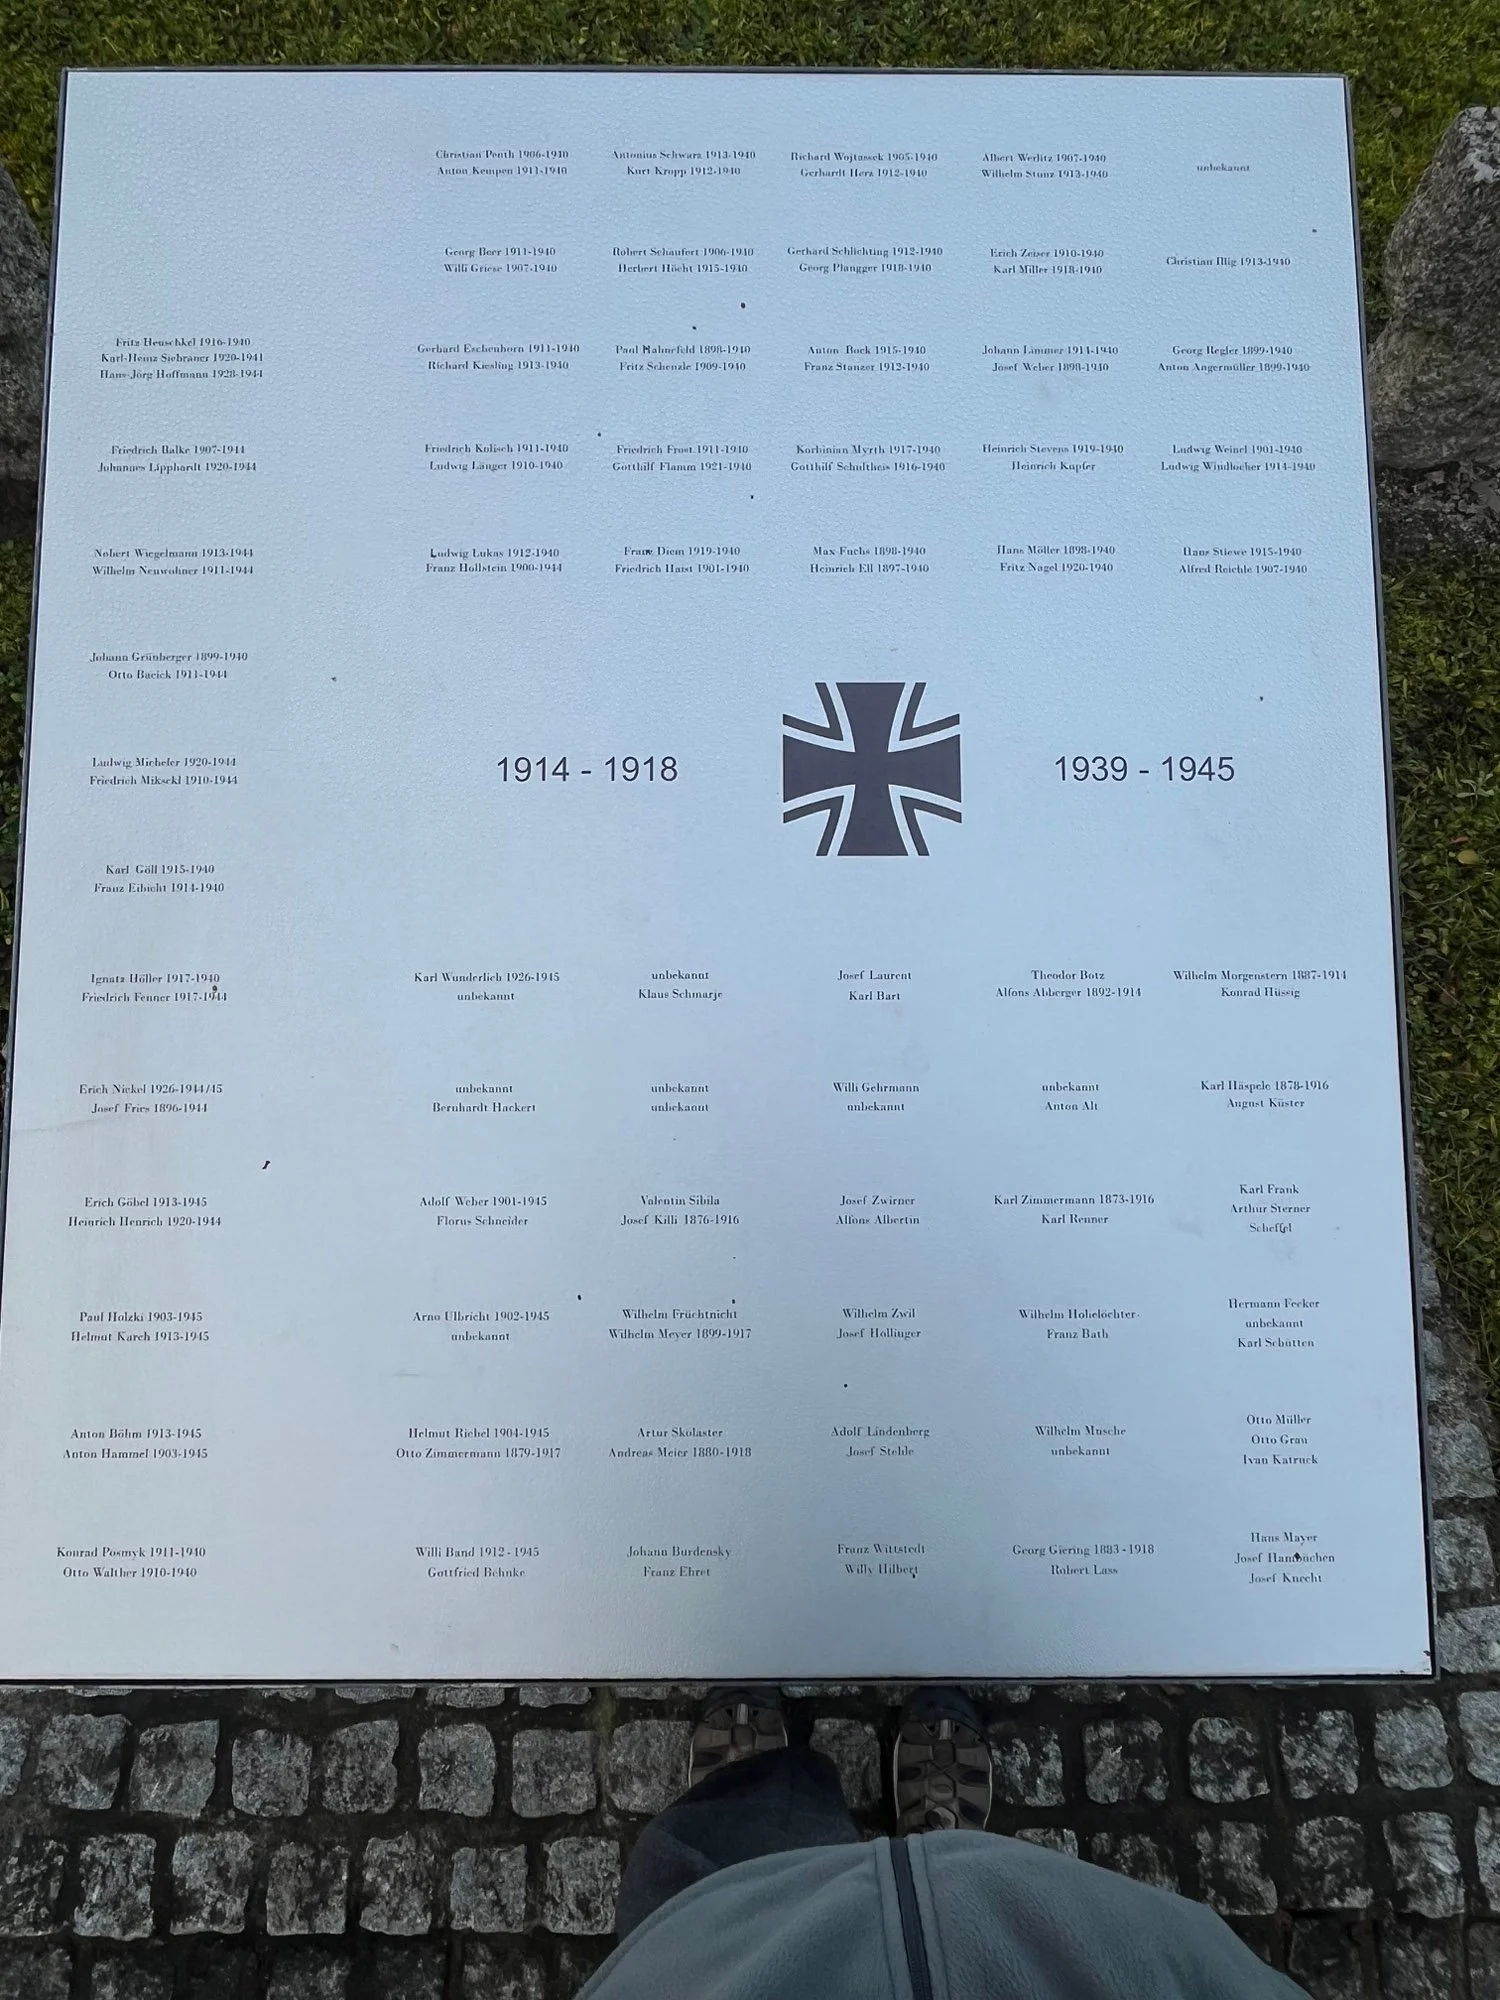 Christian Penth 1906-1940
Anton Kempen 1911-1940
Antonius Schwarz 1913-1940
Kurt Kropp 1912-1940
Richard Wojtassek 1905-1940
Gerhardt Herz 1912-1940
Albert Werlitz 1907-1940
Wilhelm Stunz 1913-1940
unbekannt
Georg Beer 1911-1940
Willi Griese 1907-1940
Robert Schaufert 1906-1940
Herbert Höcht 1915-1940
Gerhard Schlichting 1912-1940
Georg Plangger 1918-1940
Erich Zeiser 1910-1940
Karl Miller 1918-1940
Christian Illig 1913-1940
Fritz Heuschkel 1916-1940
Karl-Heinz Siebraner 1920-1941
Hans-Jörg Hoffmann 1928-1944
Gerhard Eschenhorn 1911-1940
Richard Kiesling 1913-1940
Paul Hahnefeld 1898-1940
Fritz Schenzle 1909-1940
Anton Bock 1915-1940
Franz Stanzer 1912-1940
Johann Limmer 1914-1940
Josef Weber 1898-1940
Georg Regler 1899-1940
Anton Angermüller 1899-1940
Friedrich Balke 1907-1944
Johannes Lipphardt 1920-1944
Friedrich Kolisch 1911-1940
Ludwig Langer 1910-1940
Friedrich Frost 1911-1940
Gotthilf Flamm 1921-1940
Korbinian Myrth 1917-1940
Gotthilf Schultheis 1916-1940
Heinrich Stevens 1919-1940
Heinrich Kapfer
Ludwig Weinel 1901-1940
Ludwig Windlocher 1914-1940
Nobert Wiegelmann 1913-1944
Wilhelm Neuwohner 1911-1944
Ludwig Lukas 1912-1940
Franz Hollstein 1900-1944
Franz Diem 1919-1940
Friedrich Hatst 1901-1940
Max Fuchs 1898-1940
Heinrich Ell 1897-1940
Hans Möller 1898-1940
Fritz Nagel 1920-1940
Hans Stiewe 1915-1940
Alfred Reichle 1907-1940
Johann Grünberger 1899-1940
Otto Bacick 1911-1944
Ludwig Micheler 1920-1944
Friedrich Miksckl 1910-1944
1914 - 1918
1939 - 1945
Karl Göll 1915-1940
Franz Eibicht 1914-1940
Ignatz Höller 1917-1940
Friedrich Fenner 1917-1944
Karl Wunderlich 1926-1945
unbekannt
unbekannt
Klaus Schmarje
Josef Laurent
Karl Bart
Theodor Botz
Alfons Abberger 1892-1914
Wilhelm Morgenstern 1887-1914
Konrad Hüssig
Erich Nickel 1926-1944/45
Josef Fries 1896-1944
unbekannt
Bernhardt Hackert
unbekannt
unbekannt
Willi Gehrmann
unbekannt
unbekannt
Anton Alt
Karl Häspele 1878-1916
August Küster
Erich Göbel 1913-1945
Heinrich Henrich 1920-1944
Adolf Weber 1901-1945
Florus Schneider
Valentin Sibila
Josef Killi 1876-1916
Josef Zwirner
Alfons Albertin
Karl Zimmermann 1873-1916
Karl Renner
Karl Frank
Arthur Sterner
Scheffel
Paul Holzki 1903-1945
Helmut Karch 1913-1945
Arno Ulbricht 1902-1945
unbekannt
Wilhelm Früchtnicht
Wilhelm Meyer 1899-1917
Wilhelm Zwil
Josef Hollinger
Wilhelm Hohelöchter
Franz Bath
Hermann Fecker
unbekannt
Karl Schütten
Anton Böhm 1913-1945
Anton Hammel 1903-1945
Helmut Riebel 1904-1945
Otto Zimmermann 1879-1917
Artur Skolaster
Andreas Meier 1880-1918
Adolf Lindenberg
Josef Stehle
Wilhelm Musche
unbekannt
Otto Müller
Otto Grau
Ivan Katruck
Konrad Posmyk 1911-1940
Otto Walther 1910-1940
Willi Band 1912 - 1945
Gottfried Behnke
Johann Burdensky
Franz Ehret
Franz Wittstedt
Willy Hilbert
Georg Giering 1883 - 1918
Robert Lass
Hans Mayer
Josef Hambüchen
Josef Knecht